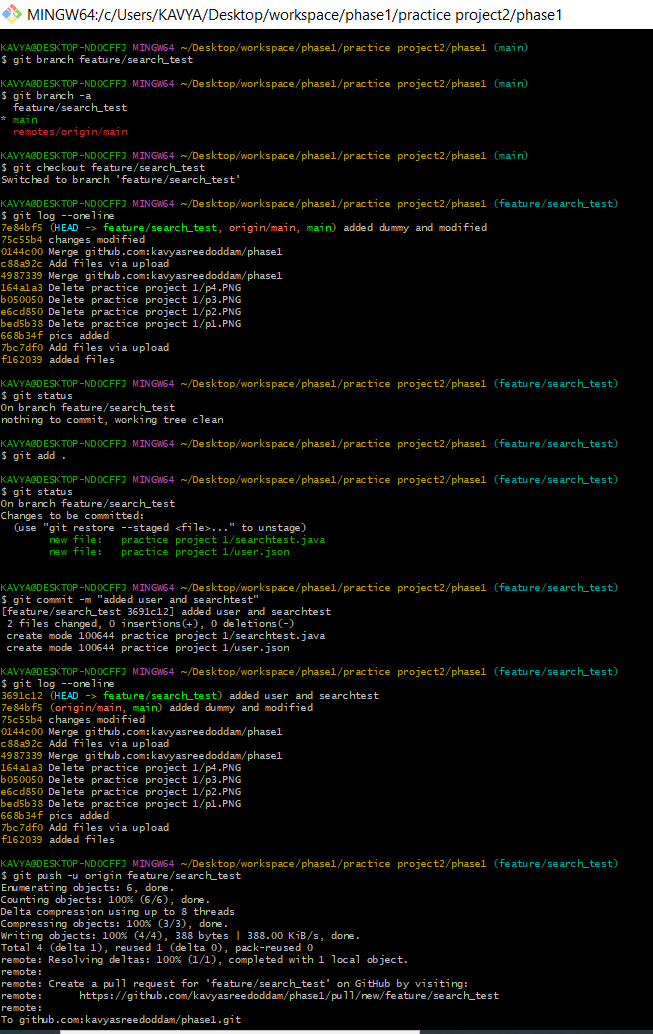 MINGW64:/c/Users/KAVYA/Desktop/workspace/phase1/practice project2/phase1
KAVYA@DESKTOP-ND0CFFJ MINGW64 ~/Desktop/workspace/phase1/practice project2/phase1 (main)
$ git branch feature/search_test
KAVYA@DESKTOP-ND0CFFJ MINGW64 ~/Desktop/workspace/phase1/practice project2/phase1 (main)
$ git branch -a
feature/search_test
* main
remotes/origin/main
KAVYA@DESKTOP-ND0CFFJ MINGW64 ~/Desktop/workspace/phase1/practice project2/phase1 (main)
$ git checkout feature/search_test
Switched to branch 'feature/search_test'
KAVYA@DESKTOP-ND0CFFJ MINGW64 ~/Desktop/workspace/phase1/practice project2/phase1 (feature/search_test)
$ git log --oneline
7e84bf5 (HEAD -> feature/search_test, origin/main, main) added dummy and modified
75c55b4 changes modified
0144c00 Merge github.com:kavyasreedoddam/phase1
c88a92c Add files via upload
4987339 Merge github.com:kavyasreedoddam/phase1
164a1a3 Delete practice project 1/p4.PNG
b050050 Delete practice project 1/p3.PNG
e6cd850 Delete practice project 1/p2.PNG
bed5b38 Delete practice project 1/p1.PNG
668b34f pics added
7bc7df0 Add files via upload
f162039 added files
KAVYA@DESKTOP-ND0CFFJ MINGW64 ~/Desktop/workspace/phase1/practice project2/phase1 (feature/search_test)
$ git status
On branch feature/search_test
nothing to commit, working tree clean
KAVYA@DESKTOP-ND0CFFJ MINGW64 ~/Desktop/workspace/phase1/practice project2/phase1 (feature/search_test)
$ git add .
KAVYA@DESKTOP-ND0CFFJ MINGW64 ~/Desktop/workspace/phase1/practice project2/phase1 (feature/search_test)
$ git status
On branch feature/search_test
Changes to be committed:
(use "git restore --staged <file>..." to unstage)
new file:   practice project 1/searchtest.java
new file:   practice project 1/user.json
KAVYA@DESKTOP-ND0CFFJ MINGW64 ~/Desktop/workspace/phase1/practice project2/phase1 (feature/search_test)
$ git commit -m "added user and searchtest"
[feature/search_test 3691c12] added user and searchtest
2 files changed, 0 insertions(+), 0 deletions(-)
create mode 100644 practice project 1/searchtest.java
create mode 100644 practice project 1/user.json
KAVYA@DESKTOP-ND0CFFJ MINGW64 ~/Desktop/workspace/phase1/practice project2/phase1 (feature/search_test)
$ git log --oneline
3691c12 (HEAD -> feature/search_test) added user and searchtest
7e84bf5 (origin/main, main) added dummy and modified
75c55b4 changes modified
0144c00 Merge github.com:kavyasreedoddam/phase1
c88a92c Add files via upload
4987339 Merge github.com:kavyasreedoddam/phase1
164a1a3 Delete practice project 1/p4.PNG
b050050 Delete practice project 1/p3.PNG
e6cd850 Delete practice project 1/p2.PNG
bed5b38 Delete practice project 1/p1.PNG
668b34f pics added
7bc7df0 Add files via upload
f162039 added files
KAVYA@DESKTOP-ND0CFFJ MINGW64 ~/Desktop/workspace/phase1/practice project2/phase1 (feature/search_test)
$ git push -u origin feature/search_test
Enumerating objects: 6, done.
Counting objects: 100% (6/6), done.
Delta compression using up to 8 threads
Compressing objects: 100% (3/3), done.
Writing objects: 100% (4/4), 388 bytes | 388.00 KiB/s, done.
Total 4 (delta 1), reused 1 (delta 0), pack-reused 0
remote: Resolving deltas: 100% (1/1), completed with 1 local object.
remote:
remote: Create a pull request for 'feature/search_test' on GitHub by visiting:
remote:      https://github.com/kavyasreedoddam/phase1/pull/new/feature/search_test
remote:
To github.com:kavyasreedoddam/phase1.git